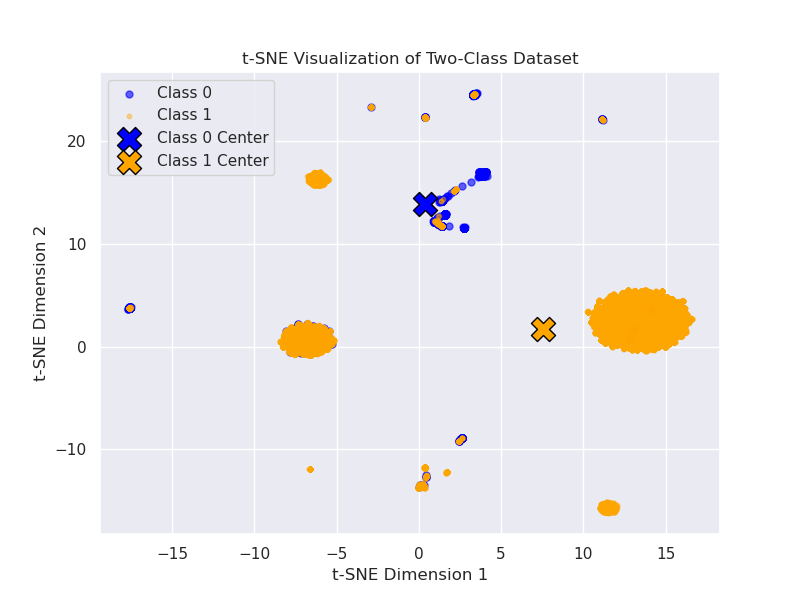 t-SNE Visualization of Two-Class Dataset
Class 0
Class 1
Class 0 Center
Class 1 Center
20
10
0
−10
t-SNE Dimension 2
−15
−10
−5
0
5
10
15
t-SNE Dimension 1